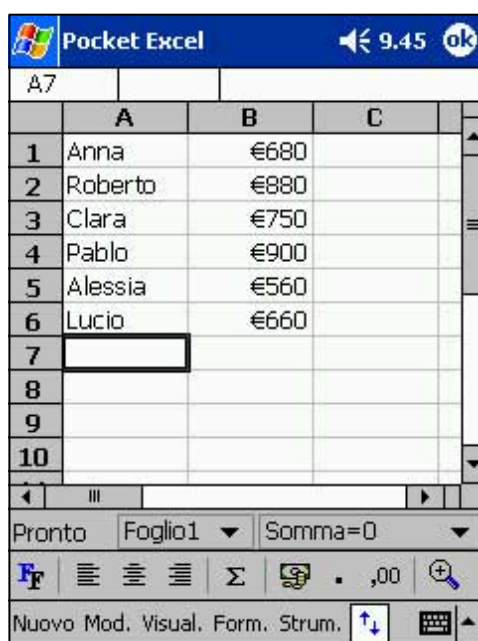 Pocket Excel 9.45 ok
A7
A B C
1 Anna €680
2 Roberto €880
3 Clara €750
4 Pablo €900
5 Alessia €560
6 Lucio €660
7
8
9
10
Pronto Foglio1 Somma=0
FF Σ . ,00
Nuovo Mod. Visual. Form. Strum.